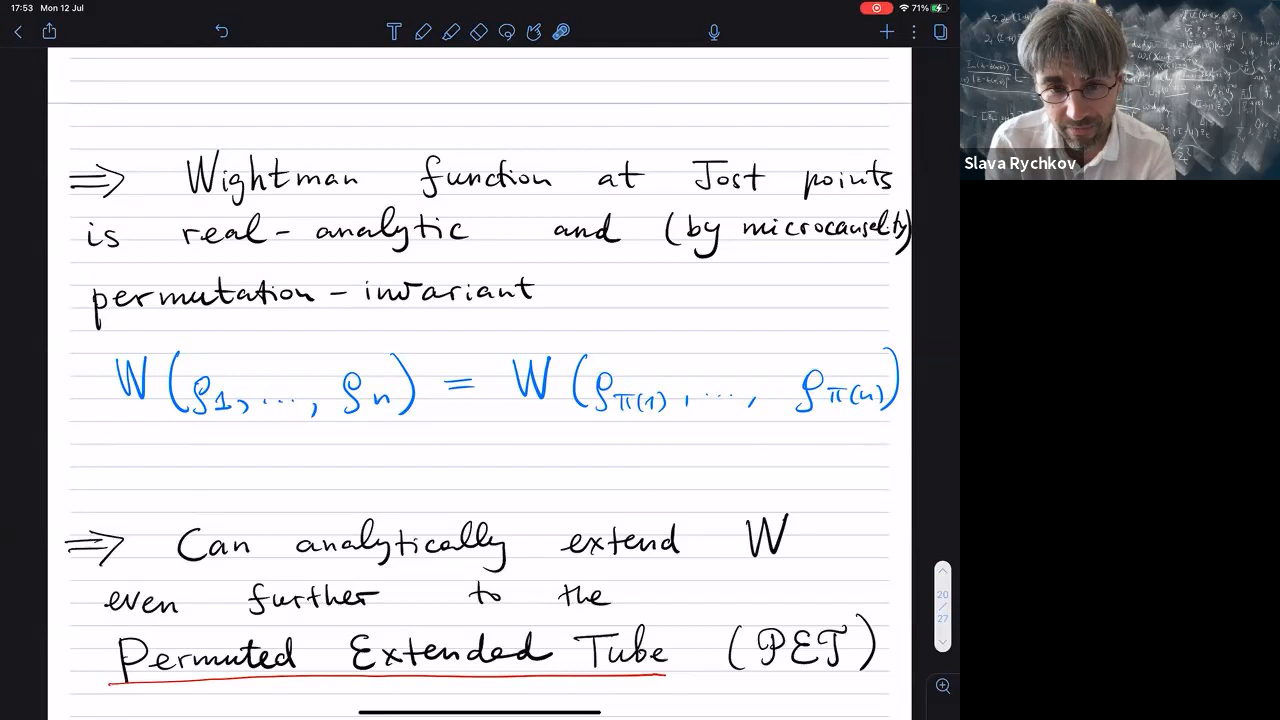 17:53 Mon 12 Jul
71%
⇒ Wightman function at Jost points
is real-analytic and (by microcausality)
permutation-invariant
W(ρ1, ..., ρn) = W(ρπ(1), ..., ρπ(n))
⇒ Can analytically extend W
even further to the
Permuted Extended Tube (PET)
20
/
27
Slava Rychkov